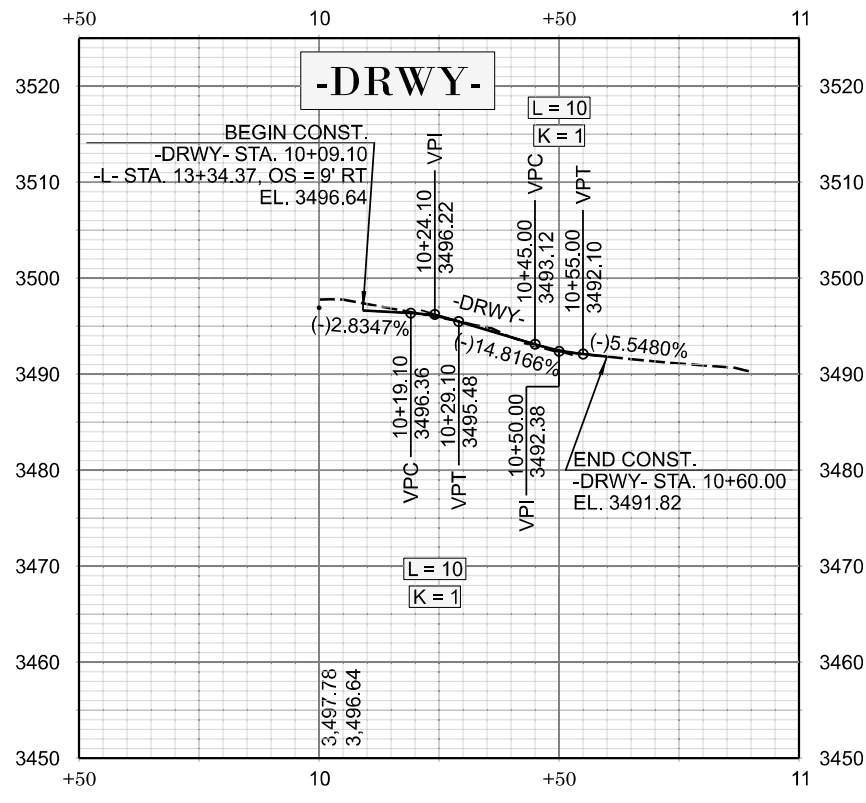 +50 10 +50 11
-DRWY-
3520 3520
L = 10
K = 1
BEGIN CONST.
-DRWY- STA. 10+09.10
-L- STA. 13+34.37, OS = 9' RT
EL. 3496.64
VPI
10+24.10
3496.22
VPC
10+45.00
3493.12
VPT
10+55.00
3492.10
3510 3510
3500 3500
-DRWY-
(-)2.8347%
(-)14.8166%
(-)5.5480%
3490 3490
10+19.10
3496.36
VPC
10+29.10
3495.48
VPT
10+50.00
3492.38
VPI
END CONST.
-DRWY- STA. 10+60.00
EL. 3491.82
3480 3480
3470 3470
L = 10
K = 1
3460 3460
3,497.78
3,496.64
3450 3450
+50 10 +50 11